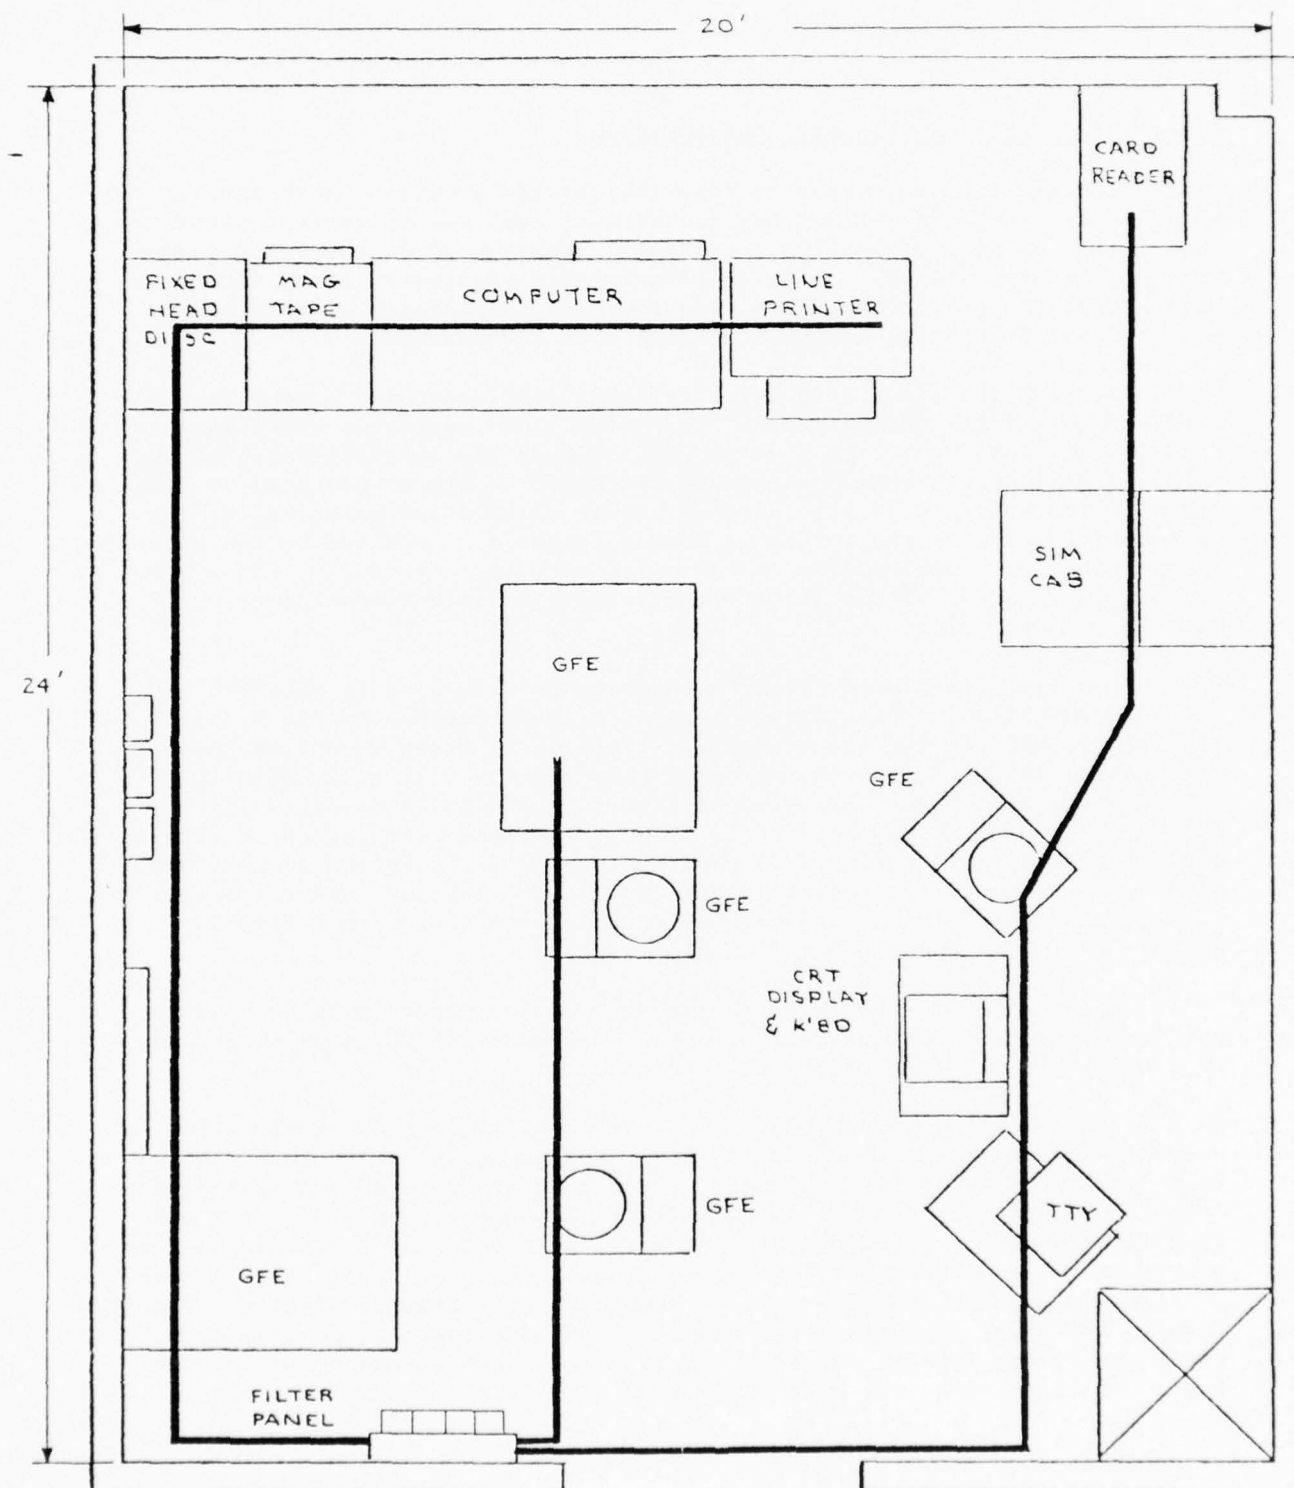 20'
CARD
READER
FIXED
HEAD
DISC
MAG
TAPE
COMPUTER
LINE
PRINTER
SIM
CAB
GFE
24'
GFE
GFE
CRT
DISPLAY
& K'BD
GFE
TTY
GFE
FILTER
PANEL